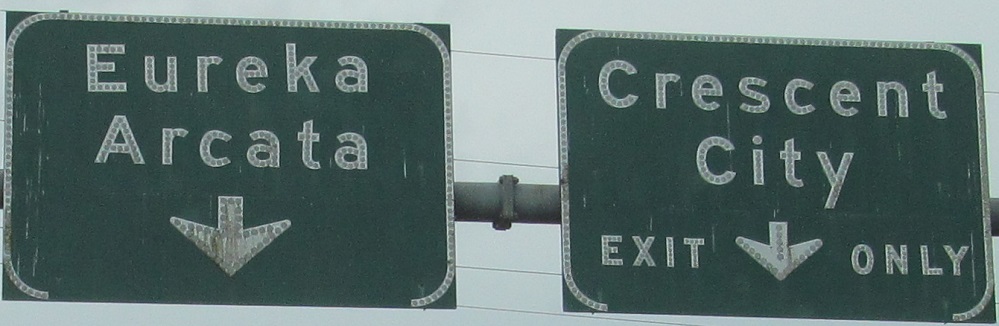 Eureka
Arcata
Crescent
City
EXIT ONLY